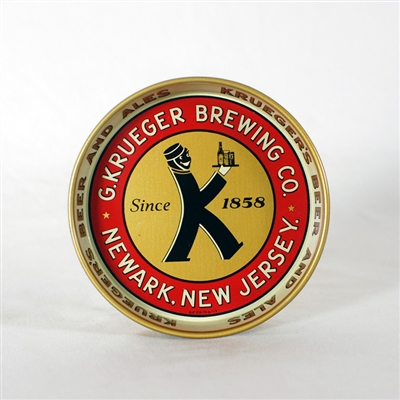 KRUEGER'S BEER AND ALES
KRUEGER'S BEER AND ALES
G. KRUEGER BREWING CO.
Since K 1858
NEWARK, NEW JERSEY.